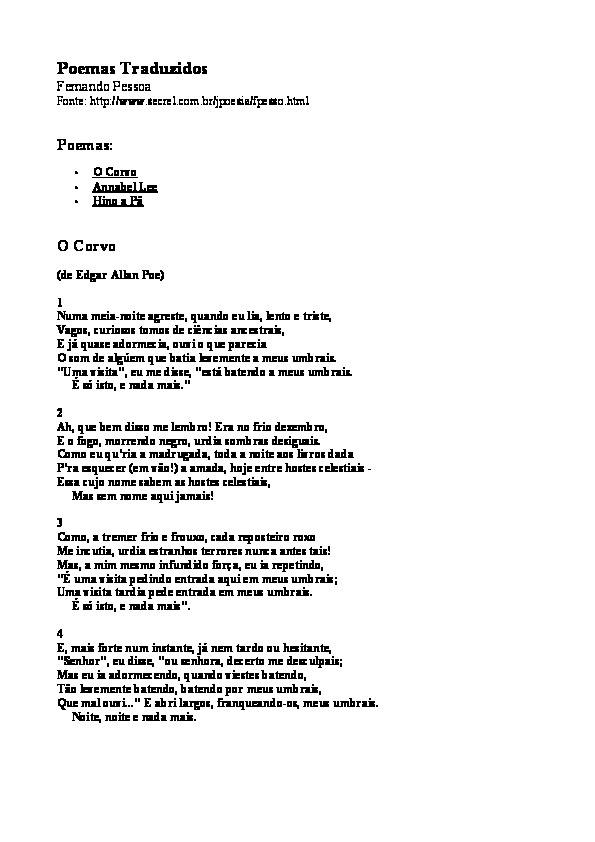 Poemas Traduzidos
Fernando Pessoa
Fonte: http://www.secrel.com.br/jpoesia/fpesso.html
Poemas:
• O Corvo
• Annabel Lee
• Hino a Pã
O Corvo
(de Edgar Allan Poe)
1
Numa meia-noite agreste, quando eu lia, lento e triste,
Vagos, curiosos tomos de ciências ancestrais,
E já quase adormecia, ouvi o que parecia
O som de algúem que batia levemente a meus umbrais.
"Uma visita", eu me disse, "está batendo a meus umbrais.
É só isto, e nada mais."
2
Ah, que bem disso me lembro! Era no frio dezembro,
E o fogo, morrendo negro, urdia sombras desiguais.
Como eu qu'ria a madrugada, toda a noite aos livros dada
P'ra esquecer (em vão!) a amada, hoje entre hostes celestiais -
Essa cujo nome sabem as hostes celestiais,
Mas sem nome aqui jamais!
3
Como, a tremer frio e frouxo, cada reposteiro roxo
Me incutia, urdia estranhos terrores nunca antes tais!
Mas, a mim mesmo infundido força, eu ia repetindo,
"É uma visita pedindo entrada aqui em meus umbrais;
Uma visita tardia pede entrada em meus umbrais.
É só isto, e nada mais".
4
E, mais forte num instante, já nem tardo ou hesitante,
"Senhor", eu disse, "ou senhora, decerto me desculpais;
Mas eu ia adormecendo, quando viestes batendo,
Tão levemente batendo, batendo por meus umbrais,
Que mal ouvi..." E abri largos, franqueando-os, meus umbrais.
Noite, noite e nada mais.